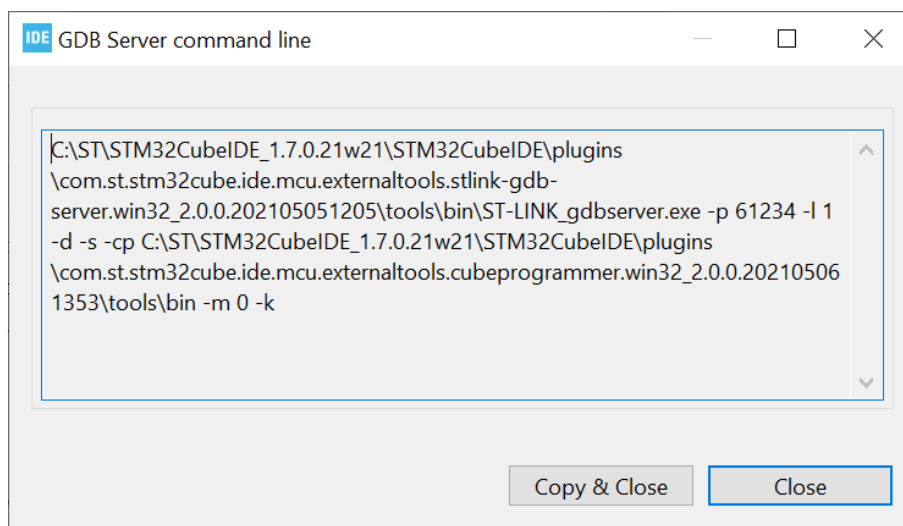 IDE GDB Server command line
C:\ST\STM32CubeIDE_1.7.0.21w21\STM32CubeIDE\plugins
\com.st.stm32cube.ide.mcu.externaltools.stlink-gdb-
server.win32_2.0.0.202105051205\tools\bin\ST-LINK_gdbserver.exe -p 61234 -l 1
-d -s -cp C:\ST\STM32CubeIDE_1.7.0.21w21\STM32CubeIDE\plugins
\com.st.stm32cube.ide.mcu.externaltools.cubeprogrammer.win32_2.0.0.20210506
1353\tools\bin -m 0 -k
Copy & Close Close